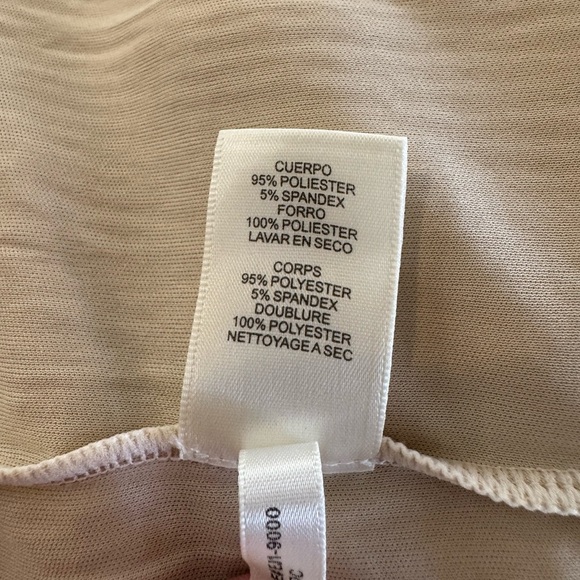 CUERPO
95% POLIESTER
5% SPANDEX
FORRO
100% POLIESTER
LAVAR EN SECO
CORPS
95% POLYESTER
5% SPANDEX
DOUBLURE
100% POLYESTER
NETTOYAGE A SEC